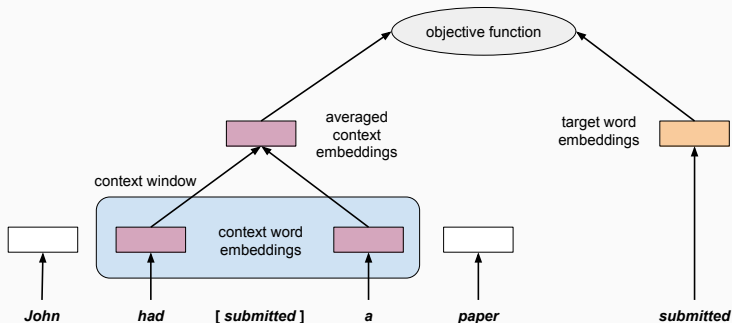 objective function
averaged
context
embeddings
target word
embeddings
context window
context word
embeddings
John had [ submitted ] a paper submitted